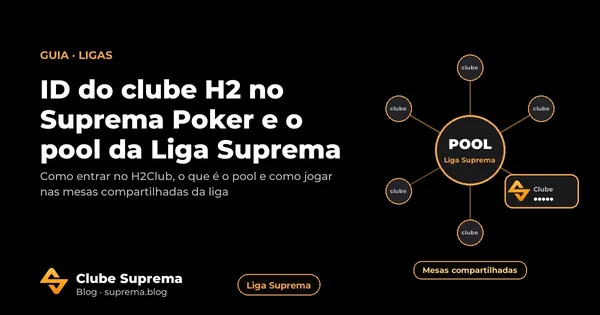 GUIA · LIGAS
ID do clube H2 no
Suprema Poker e o
pool da Liga Suprema
Como entrar no H2Club, o que é o pool e como jogar
nas mesas compartilhadas da liga
clube
clube
clube
POOL
Liga Suprema
clube
Clube
•••••
clube
Mesas compartilhadas
Clube Suprema
Blog · suprema.blog
Liga Suprema